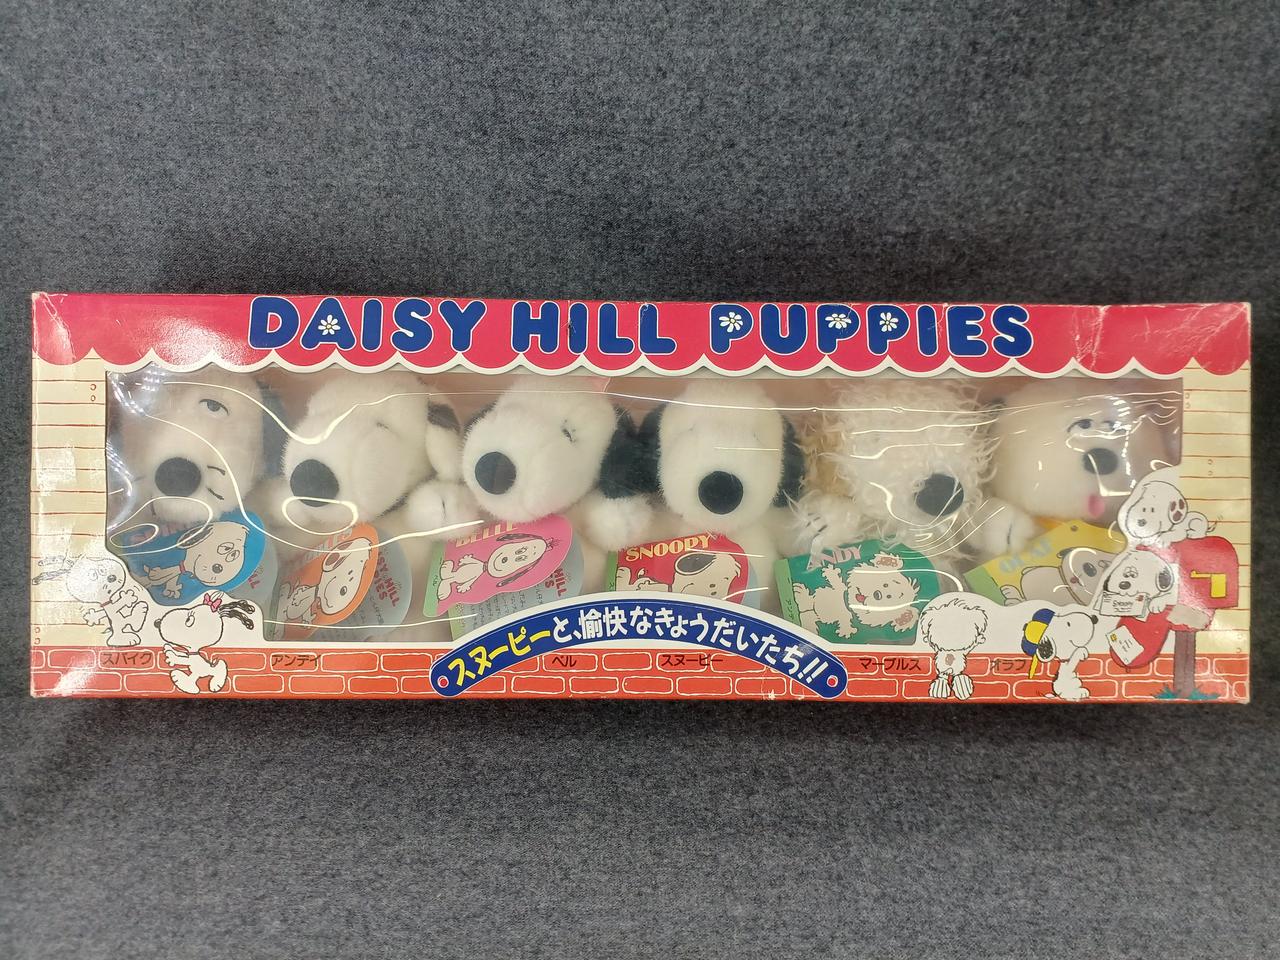 DAISY HILL PUPPIES
BELLE
SNOOPY
OLAF
スヌーピーと、愉快なきょうだいたち!!
スパイク
アンディ
ベル
スヌーピー
マーブルス
オラフ